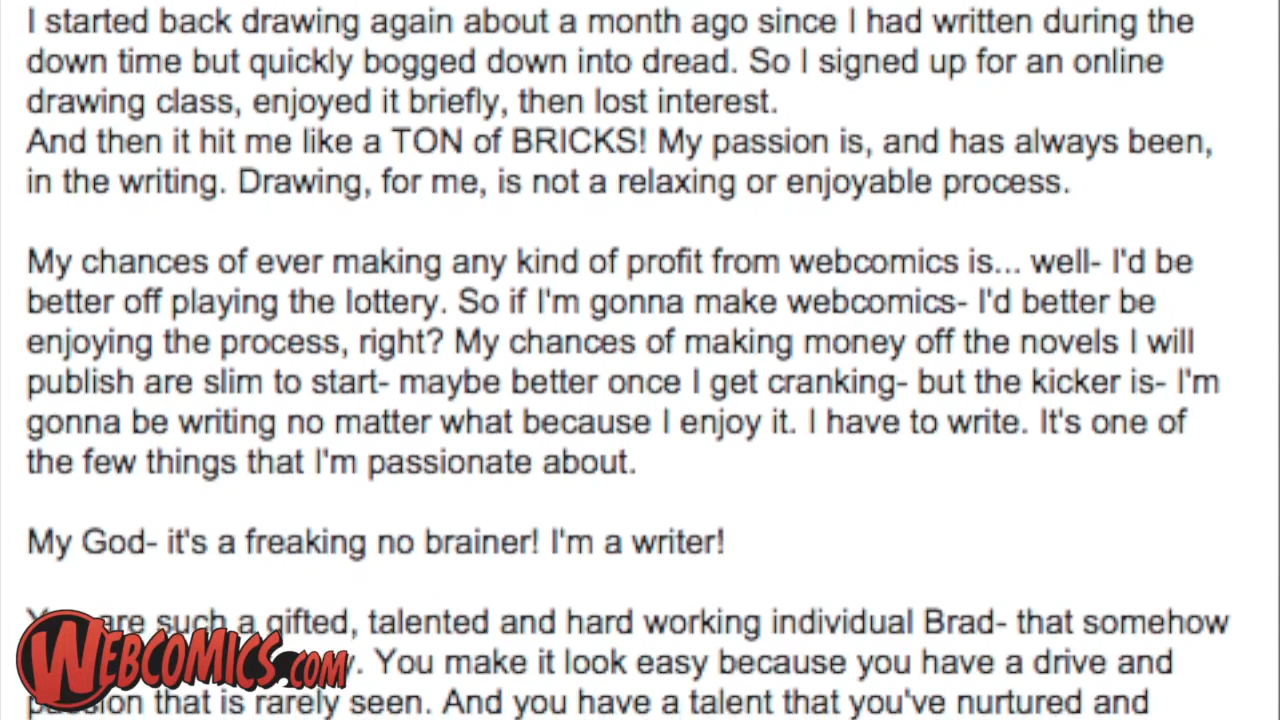 I started back drawing again about a month ago since I had written during the
down time but quickly bogged down into dread. So I signed up for an online
drawing class, enjoyed it briefly, then lost interest.
And then it hit me like a TON of BRICKS! My passion is, and has always been,
in the writing. Drawing, for me, is not a relaxing or enjoyable process.
My chances of ever making any kind of profit from webcomics is... well- I'd be
better off playing the lottery. So if I'm gonna make webcomics- I'd better be
enjoying the process, right? My chances of making money off the novels I will
publish are slim to start- maybe better once I get cranking- but the kicker is- I'm
gonna be writing no matter what because I enjoy it. I have to write. It's one of
the few things that I'm passionate about.
My God- it's a freaking no brainer! I'm a writer!
are such a gifted, talented and hard working individual Brad- that somehow
You make it look easy because you have a drive and
that is rarely seen. And you have a talent that you've nurtured and
WEBCOMICS.COM